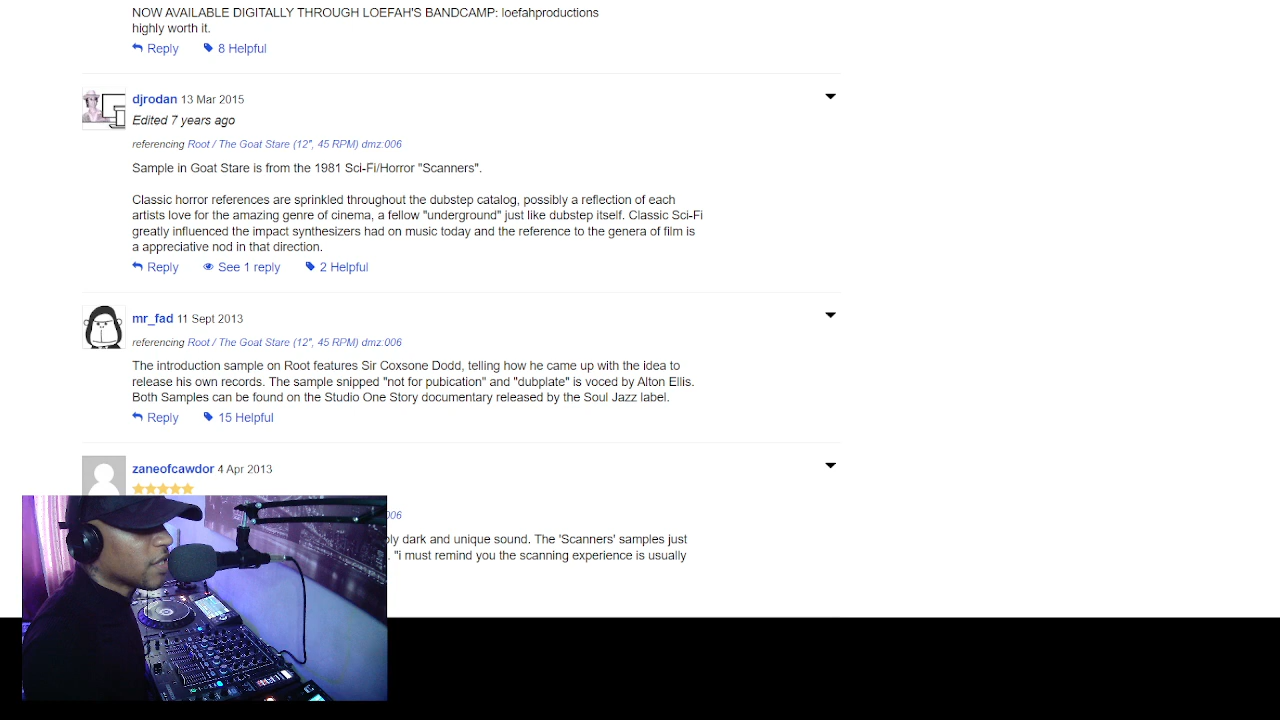 NOW AVAILABLE DIGITALLY THROUGH LOEFAH'S BANDCAMP: loefahproductions
highly worth it.
Reply 8 Helpful
djrodan 13 Mar 2015
Edited 7 years ago
referencing Root / The Goat Stare (12", 45 RPM) dmz:006
Sample in Goat Stare is from the 1981 Sci-Fi/Horror "Scanners".
Classic horror references are sprinkled throughout the dubstep catalog, possibly a reflection of each
artists love for the amazing genre of cinema, a fellow "underground" just like dubstep itself. Classic Sci-Fi
greatly influenced the impact synthesizers had on music today and the reference to the genera of film is
a appreciative nod in that direction.
Reply See 1 reply 2 Helpful
mr_fad 11 Sept 2013
referencing Root / The Goat Stare (12", 45 RPM) dmz:006
The introduction sample on Root features Sir Coxsone Dodd, telling how he came up with the idea to
release his own records. The sample snipped "not for pubication" and "dubplate" is voced by Alton Ellis.
Both Samples can be found on the Studio One Story documentary released by the Soul Jazz label.
Reply 15 Helpful
zaneofcawdor 4 Apr 2013
:006
dark and unique sound. The 'Scanners' samples just
. "i must remind you the scanning experience is usually